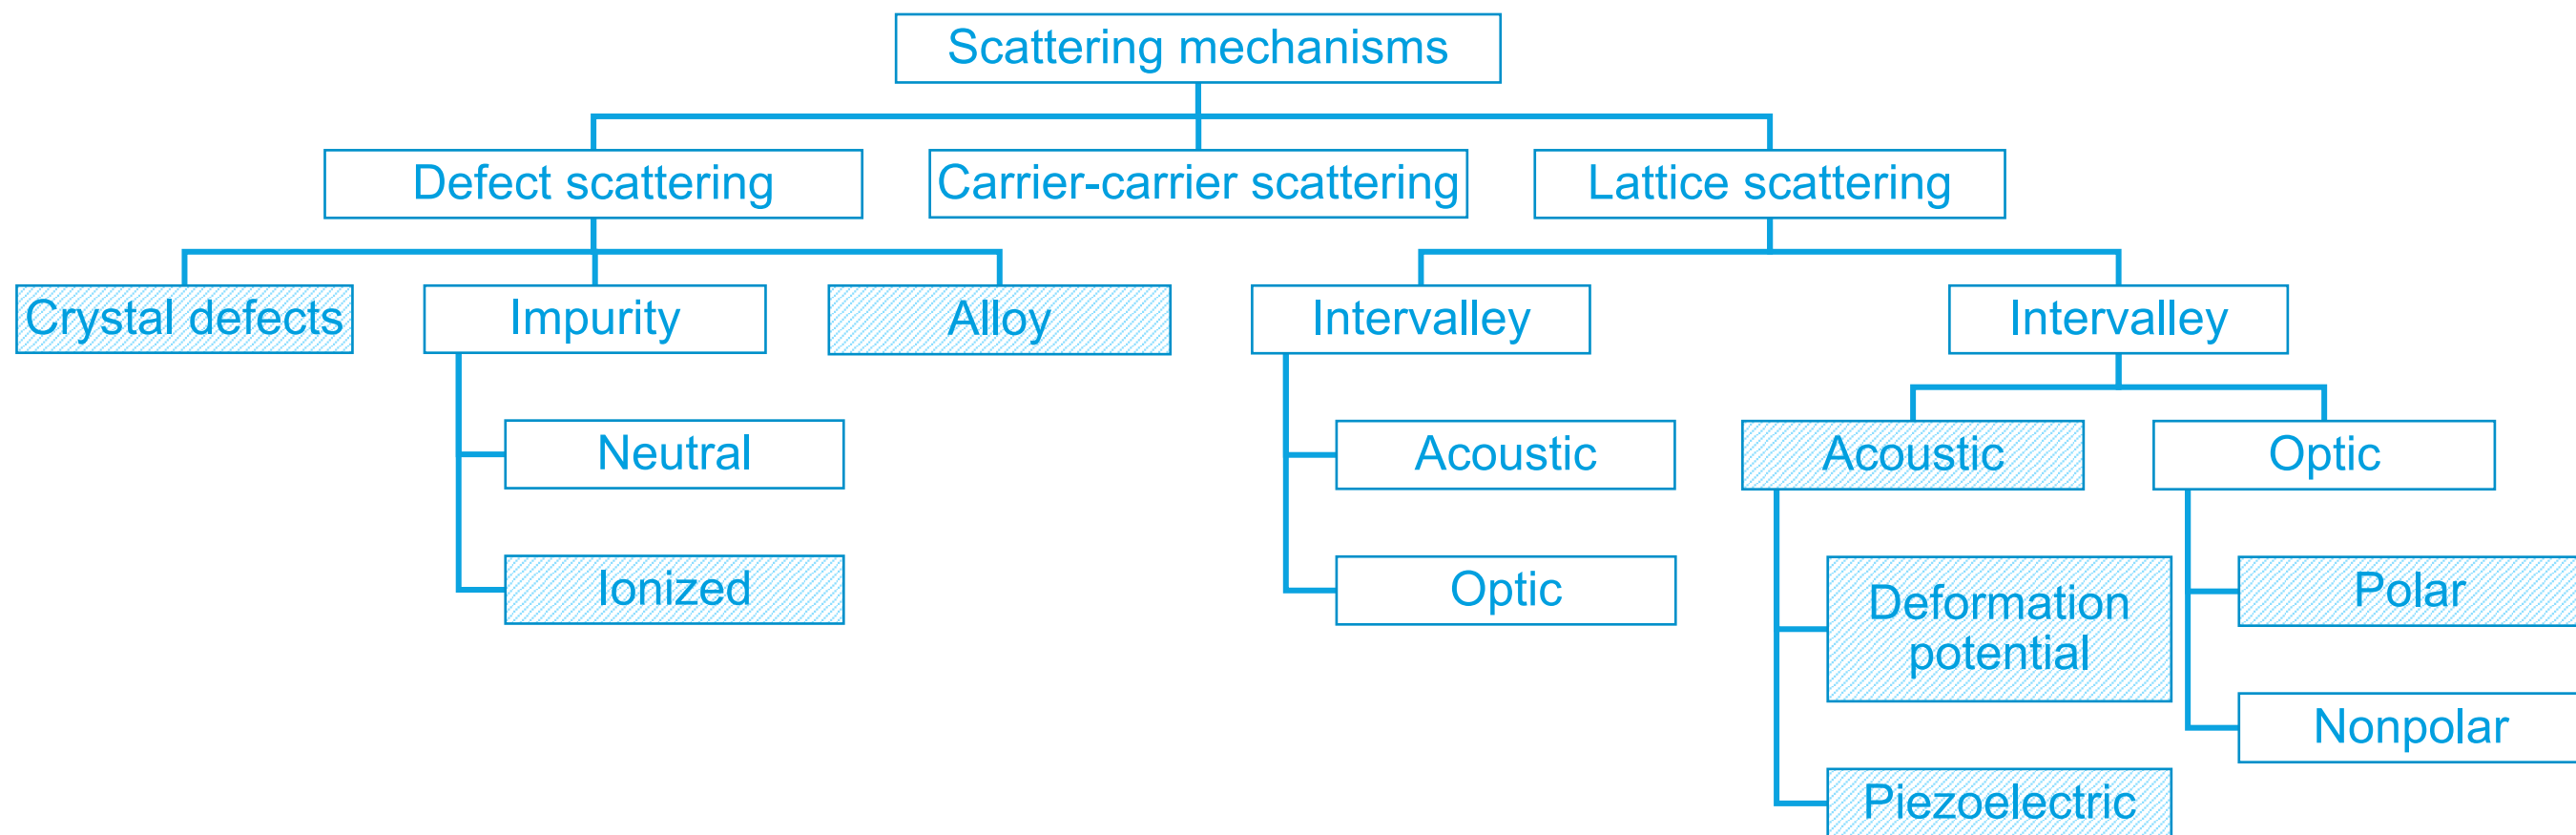 Scattering mechanisms
Defect scattering
Carrier-carrier scattering
Lattice scattering
Crystal defects
Impurity
Alloy
Intervalley
Intervalley
Neutral
Acoustic
Acoustic
Optic
Ionized
Optic
Deformation
potential
Polar
Nonpolar
Piezoelectric